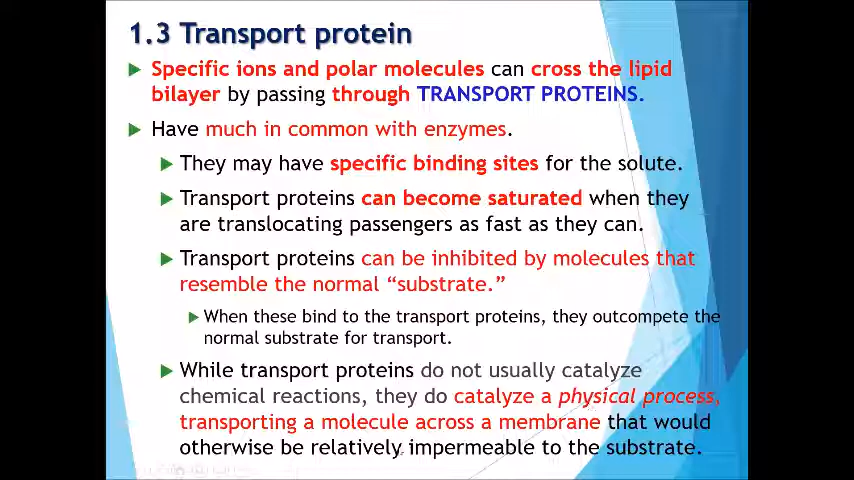 1.3 Transport protein
Specific ions and polar molecules can cross the lipid
bilayer by passing through TRANSPORT PROTEINS.
Have much in common with enzymes.
They may have specific binding sites for the solute.
Transport proteins can become saturated when they
are translocating passengers as fast as they can.
Transport proteins can be inhibited by molecules that
resemble the normal “substrate.”
When these bind to the transport proteins, they outcompete the
normal substrate for transport.
While transport proteins do not usually catalyze
chemical reactions, they do catalyze a physical process,
transporting a molecule across a membrane that would
otherwise be relatively impermeable to the substrate.